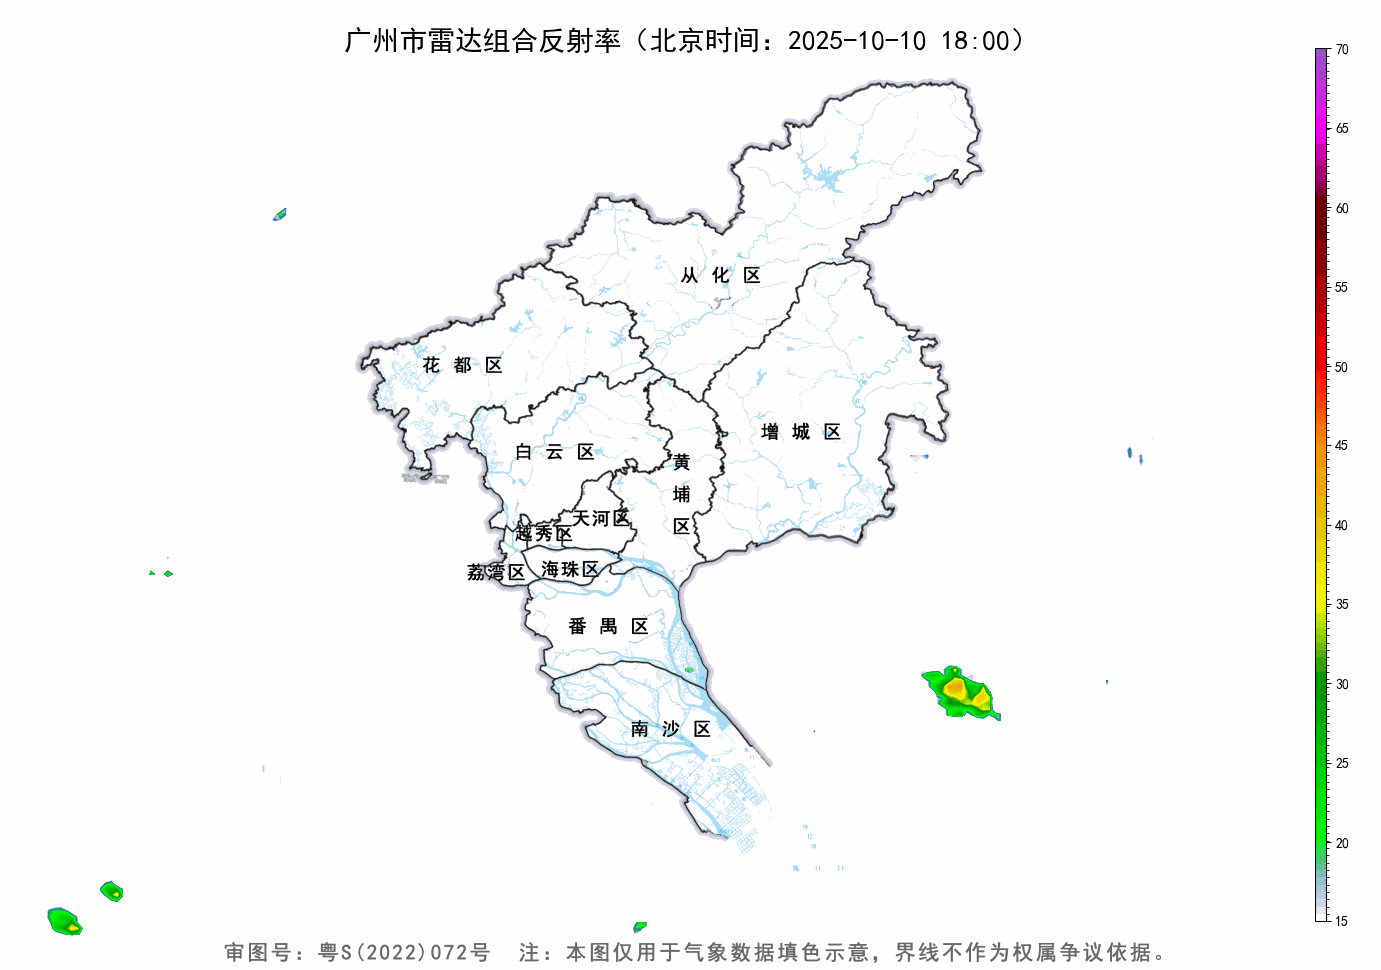 广州市雷达组合反射率（北京时间：2025-10-10 18:00）
70
65
60
55
50
45
40
35
30
25
20
15
从化区
花都区
增城区
白云区
黄埔区
天河区
越秀区
荔湾区
海珠区
番禺区
南沙区
审图号：粤S(2022)072号 注：本图仅用于气象数据填色示意，界线不作为权属争议依据。